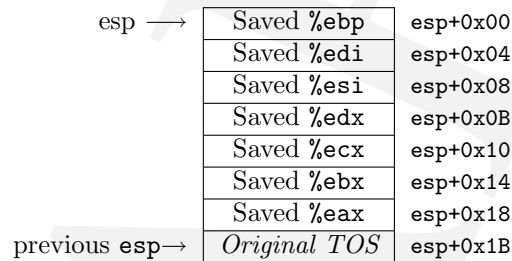 esp → Saved %ebp esp+0x00
Saved %edi esp+0x04
Saved %esi esp+0x08
Saved %edx esp+0x0B
Saved %ecx esp+0x10
Saved %ebx esp+0x14
Saved %eax esp+0x18
previous esp→ Original TOS esp+0x1B